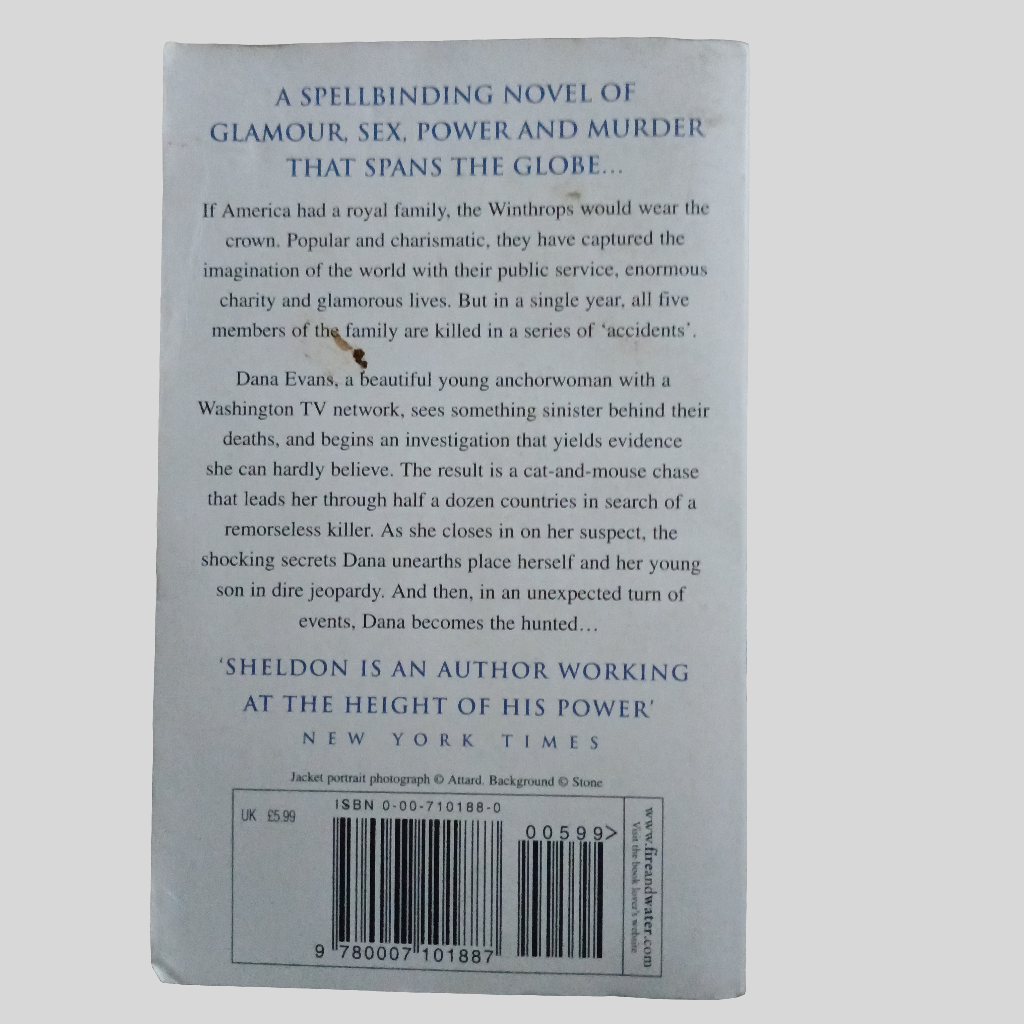 A SPELLBINDING NOVEL OF
GLAMOUR, SEX, POWER AND MURDER
THAT SPANS THE GLOBE...
If America had a royal family, the Winthrops would wear the
crown. Popular and charismatic, they have captured the
imagination of the world with their public service, enormous
charity and glamorous lives. But in a single year, all five
members of the family are killed in a series of ‘accidents’.
Dana Evans, a beautiful young anchorwoman with a
Washington TV network, sees something sinister behind their
deaths, and begins an investigation that yields evidence
she can hardly believe. The result is a cat-and-mouse chase
that leads her through half a dozen countries in search of a
remorseless killer. As she closes in on her suspect, the
shocking secrets Dana unearths place herself and her young
son in dire jeopardy. And then, in an unexpected turn of
events, Dana becomes the hunted...
‘SHELDON IS AN AUTHOR WORKING
AT THE HEIGHT OF HIS POWER’
NEW YORK TIMES
Jacket portrait photograph © Attard. Background © Stone
UK £5.99
ISBN 0-00-710188-0
00599>
9 780007 101887
www.fireandwater.com
Visit the book lover's website